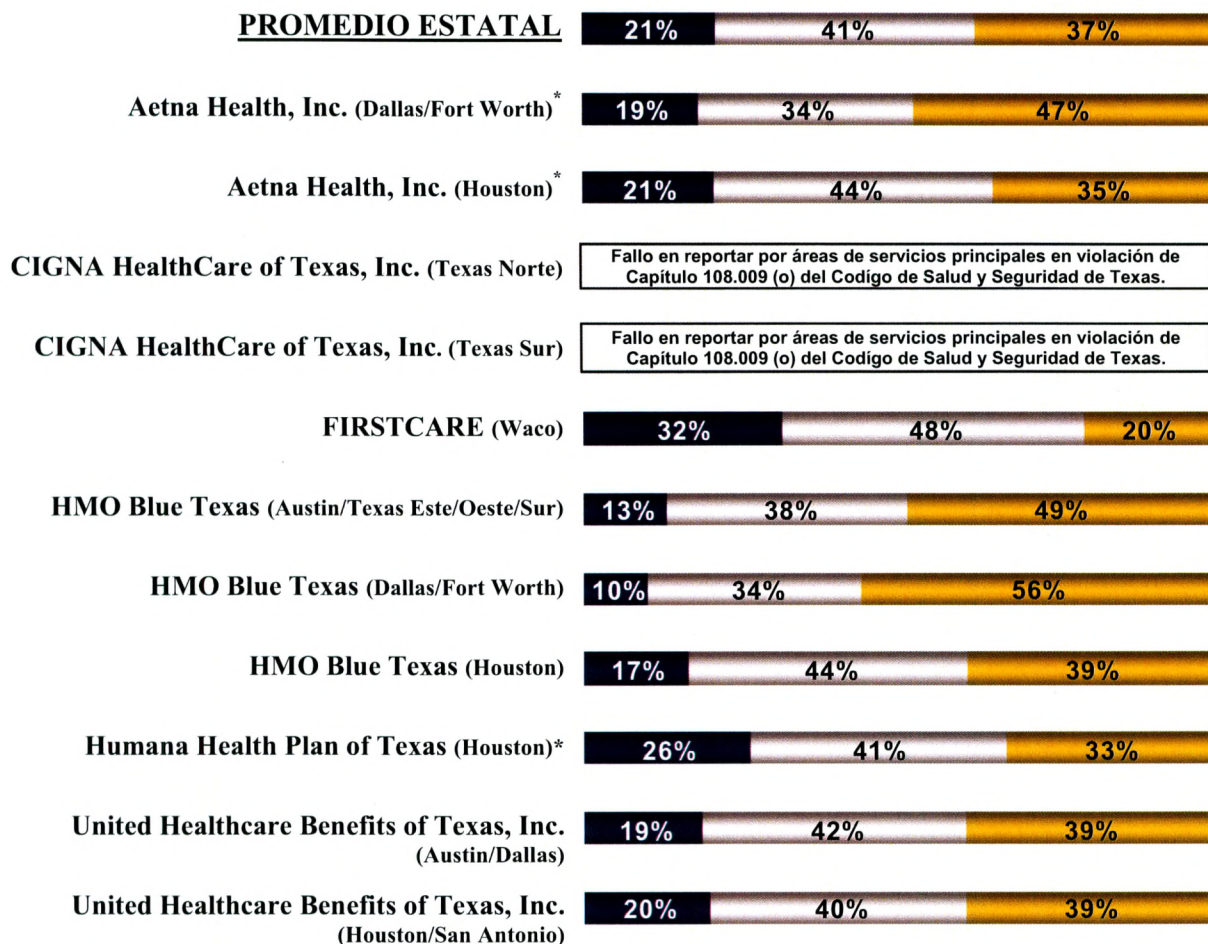 PROMEDIO ESTATAL 21% 41% 37%
Aetna Health, Inc. (Dallas/Fort Worth)* 19% 34% 47%
Aetna Health, Inc. (Houston)* 21% 44% 35%
CIGNA HealthCare of Texas, Inc. (Texas Norte)
Fallo en reportar por áreas de servicios principales en violación de
Capítulo 108.009 (o) del Codígo de Salud y Seguridad de Texas.
CIGNA HealthCare of Texas, Inc. (Texas Sur)
Fallo en reportar por áreas de servicios principales en violación de
Capítulo 108.009 (o) del Codígo de Salud y Seguridad de Texas.
FIRSTCARE (Waco) 32% 48% 20%
HMO Blue Texas (Austin/Texas Este/Oeste/Sur) 13% 38% 49%
HMO Blue Texas (Dallas/Fort Worth) 10% 34% 56%
HMO Blue Texas (Houston) 17% 44% 39%
Humana Health Plan of Texas (Houston)* 26% 41% 33%
United Healthcare Benefits of Texas, Inc. 19% 42% 39%
(Austin/Dallas)
United Healthcare Benefits of Texas, Inc. 20% 40% 39%
(Houston/San Antonio)